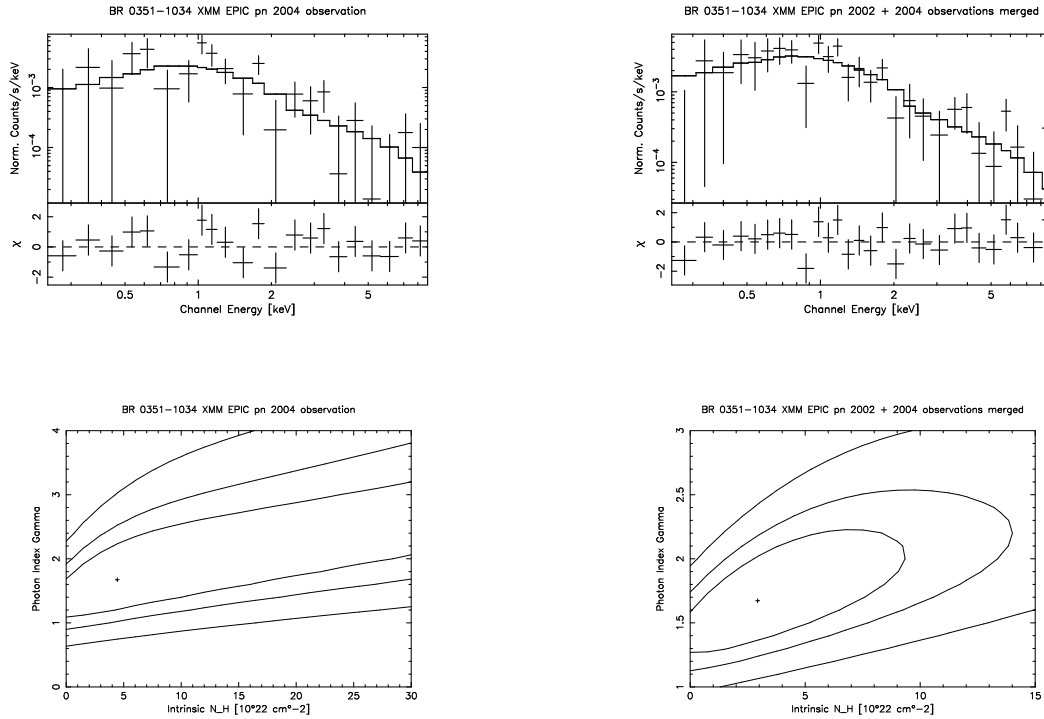 BR 0351−1034 XMM EPIC pn 2004 observation
Norm. Counts/s/keV
10⁻³
10⁻⁴
χ
2
0
−2
0.5
1
2
5
Channel Energy [keV]
BR 0351−1034 XMM EPIC pn 2002 + 2004 observations merged
Norm. Counts/s/keV
10⁻³
10⁻⁴
χ
2
0
−2
0.5
1
2
5
Channel Energy [keV]
BR 0351−1034 XMM EPIC pn 2004 observation
Photon Index Gamma
4
3
2
1
0
0
5
10
15
20
25
30
Intrinsic N_H [10^22 cm^−2]
BR 0351−1034 XMM EPIC pn 2002 + 2004 observations merged
Photon Index Gamma
3
2.5
2
1.5
1
0
5
10
15
Intrinsic N_H [10^22 cm^−2]